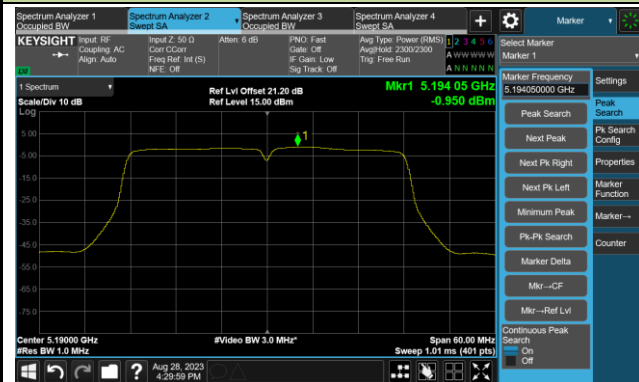 Spectrum Analyzer 1
Occupied BW
Spectrum Analyzer 2
Swept SA
Spectrum Analyzer 3
Occupied BW
Spectrum Analyzer 4
Swept SA
Marker
KEYSIGHT
Input: RF
Coupling: AC
Align: Auto
Input Z: 50 Ω
Corr CCorr
Freq Ref: Int (S)
NFE: Off
Atten: 6 dB
PNO: Fast
Gate: Off
IF Gain: Low
Sig Track: Off
Avg Type: Power (RMS)
Avg|Hold: 2300/2300
Trig: Free Run
1 2 3 4 5 6
A W W W W W
A N N N N N
LVI
Select Marker
Marker 1
1 Spectrum
Scale/Div 10 dB
Log
Ref Lvl Offset 21.20 dB
Ref Level 15.00 dBm
Mkr1 5.194 05 GHz
-0.950 dBm
5.00
-5.00
-15.0
-25.0
-35.0
-45.0
-55.0
-65.0
-75.0
1
Center 5.19000 GHz
#Res BW 1.0 MHz
#Video BW 3.0 MHz*
Span 60.00 MHz
Sweep 1.01 ms (401 pts)
Marker Frequency
5.194050000 GHz
Peak Search
Next Peak
Next Pk Right
Next Pk Left
Minimum Peak
Pk-Pk Search
Marker Delta
Mkr→CF
Mkr→Ref Lvl
Continuous Peak
Search
On
Off
Settings
Peak
Search
Pk Search
Config
Properties
Marker
Function
Marker→
Counter
?
Aug 28, 2023
4:29:59 PM